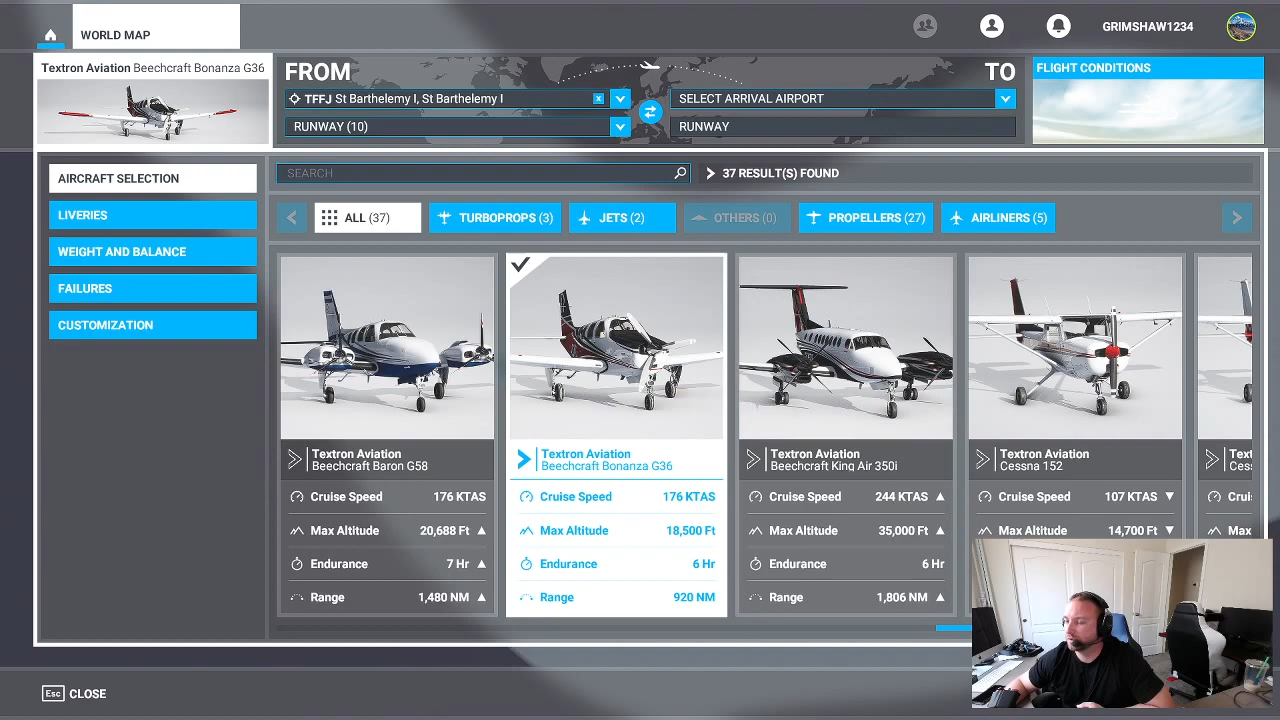 WORLD MAP
GRIMSHAW1234
Textron Aviation Beechcraft Bonanza G36
FROM
TO
TFFJ St Barthelemy I, St Barthelemy I
RUNWAY (10)
SELECT ARRIVAL AIRPORT
RUNWAY
FLIGHT CONDITIONS
AIRCRAFT SELECTION
LIVERIES
WEIGHT AND BALANCE
FAILURES
CUSTOMIZATION
SEARCH
37 RESULT(S) FOUND
ALL (37)
TURBOPROPS (3)
JETS (2)
OTHERS (0)
PROPELLERS (27)
AIRLINERS (5)
Textron Aviation
Beechcraft Baron G58
Cruise Speed 176 KTAS
Max Altitude 20,688 Ft
Endurance 7 Hr
Range 1,480 NM
Textron Aviation
Beechcraft Bonanza G36
Cruise Speed 176 KTAS
Max Altitude 18,500 Ft
Endurance 6 Hr
Range 920 NM
Textron Aviation
Beechcraft King Air 350i
Cruise Speed 244 KTAS
Max Altitude 35,000 Ft
Endurance 6 Hr
Range 1,806 NM
Textron Aviation
Cessna 152
Cruise Speed 107 KTAS
Max Altitude 14,700 Ft
Max
Esc CLOSE